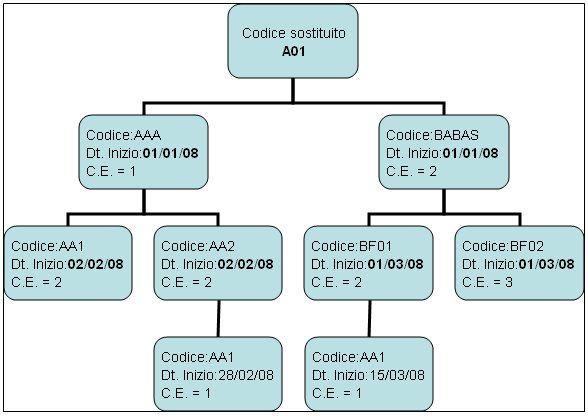 Codice sostituito
A01
Codice:AAA
Dt. Inizio:01/01/08
C.E. = 1
Codice:BABAS
Dt. Inizio:01/01/08
C.E. = 2
Codice:AA1
Dt. Inizio:02/02/08
C.E. = 2
Codice:AA2
Dt. Inizio:02/02/08
C.E. = 2
Codice:BF01
Dt. Inizio:01/03/08
C.E. = 2
Codice:BF02
Dt. Inizio:01/03/08
C.E. = 3
Codice:AA1
Dt. Inizio:28/02/08
C.E. = 1
Codice:AA1
Dt. Inizio:15/03/08
C.E. = 1